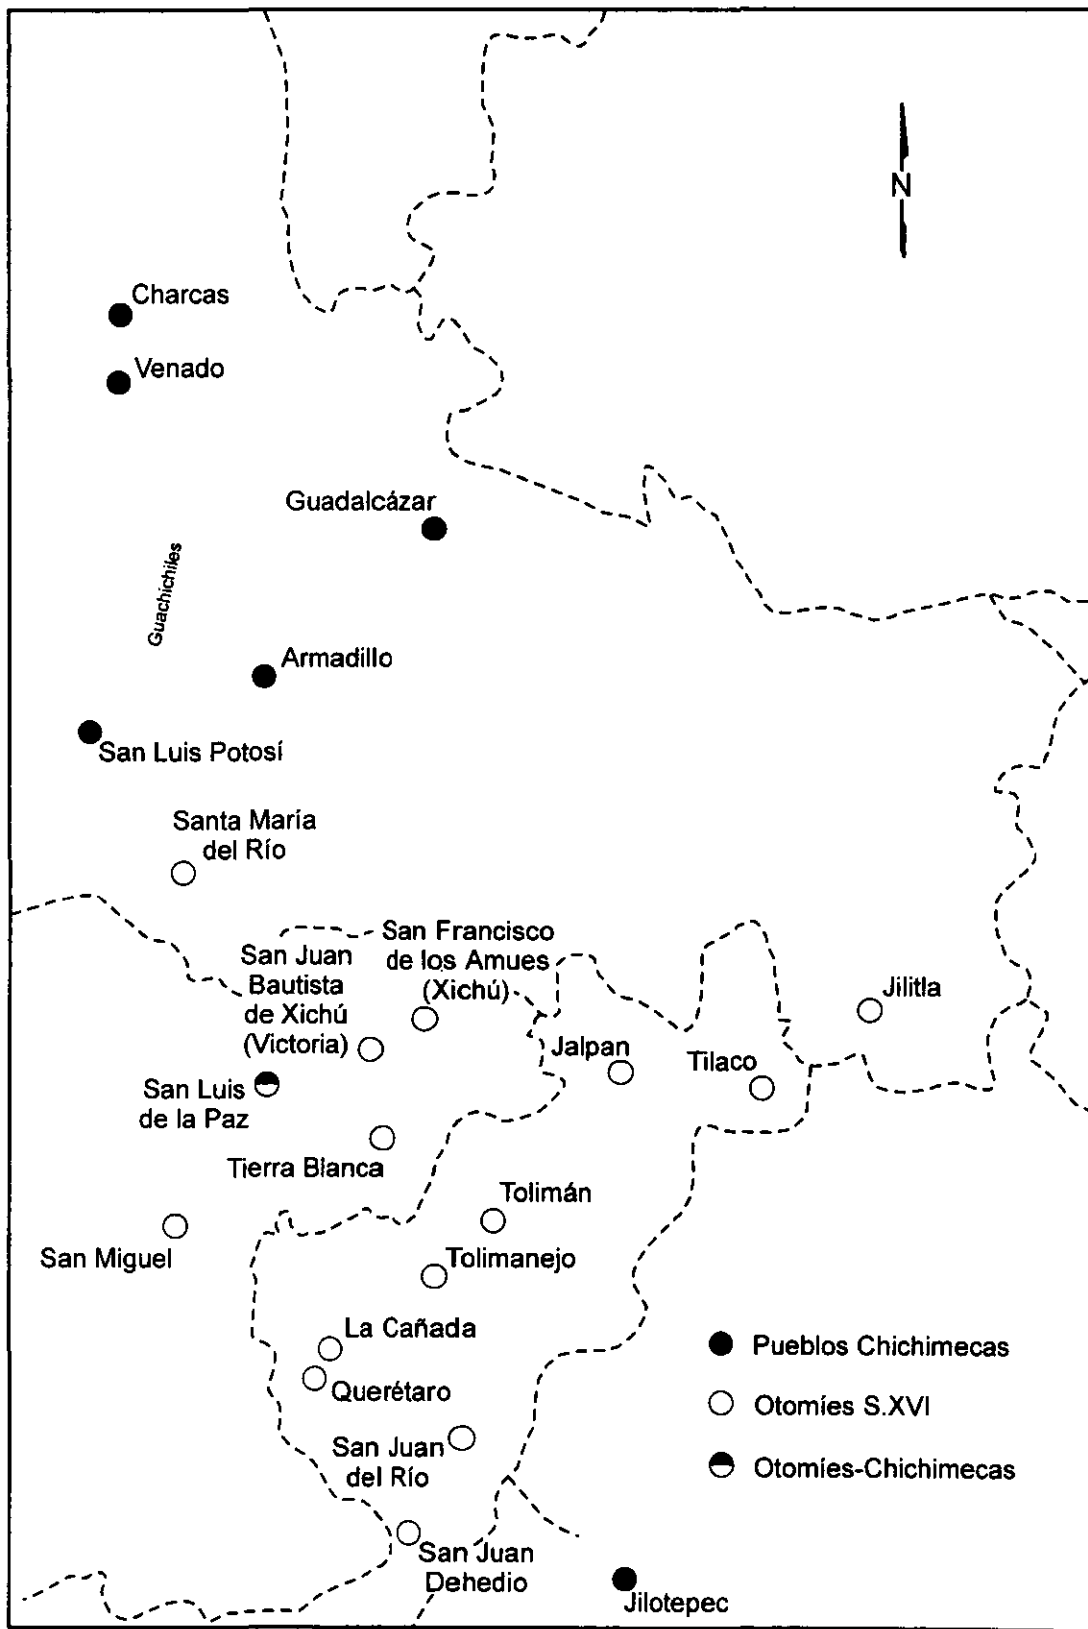 N
Charcas
Venado
Guadalcázar
Guachichiles
Armadillo
San Luis Potosí
Santa María
del Río
San Francisco
de los Amues
(Xichú)
San Juan
Bautista
de Xichú
(Victoria)
Jilitla
Jalpan
Tilaco
San Luis
de la Paz
Tierra Blanca
Tolimán
San Miguel
Tolimanejo
La Cañada
Querétaro
San Juan
del Río
San Juan
Dehedio
Jilotepec
Pueblos Chichimecas
Otomíes S.XVI
Otomíes-Chichimecas